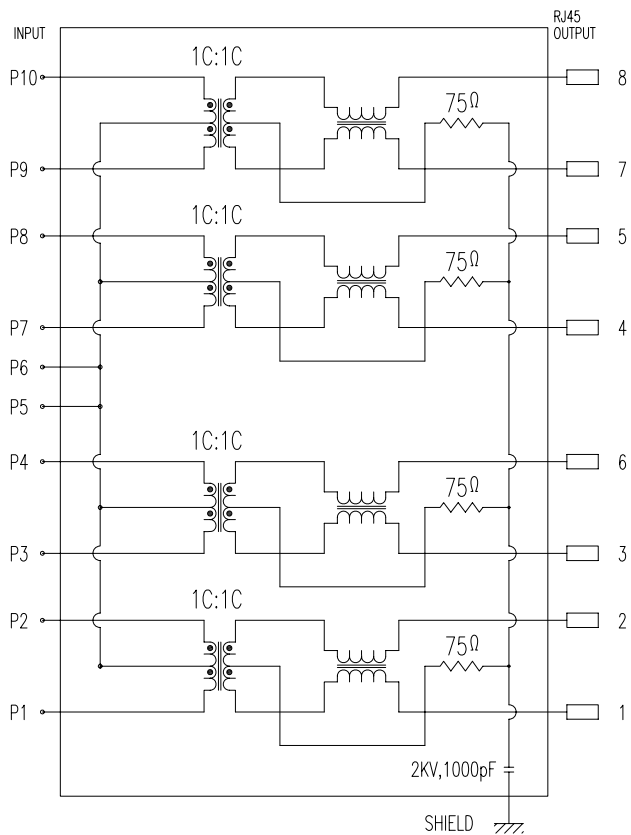 INPUT
RJ45
OUTPUT
1C:1C
P10
8
75Ω
P9
7
1C:1C
P8
5
75Ω
P7
4
P6
P5
1C:1C
P4
6
75Ω
P3
3
1C:1C
P2
2
75Ω
P1
1
2KV,1000pF
SHIELD